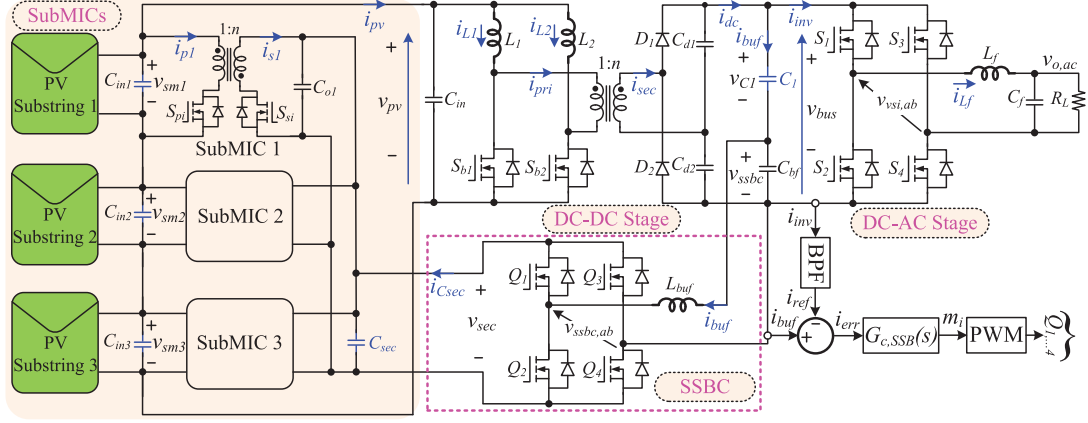 SubMICs
PV
Substring 1
C_in1
+
v_sm1
−
i_p1
1:n
i_s1
S_pi
S_si
C_o1
SubMIC 1
PV
Substring 2
C_in2
+
v_sm2
−
SubMIC 2
PV
Substring 3
C_in3
+
v_sm3
−
SubMIC 3
C_sec
i_pv
+
v_pv
−
C_in
i_L1
L_1
i_L2
L_2
i_pri
1:n
i_sec
S_b1
S_b2
D_1
D_2
C_d1
C_d2
DC-DC Stage
i_dc
i_buf
+
v_C1
−
C_1
+
v_ssbc
−
C_bf
i_inv
+
v_bus
−
S_1
S_3
S_2
S_4
v_vsi,ab
L_f
i_Lf
v_o,ac
C_f
R_L
DC-AC Stage
i_Csec
+
v_sec
−
Q_1
Q_3
Q_2
Q_4
v_ssbc,ab
L_buf
i_buf
SSBC
i_inv
BPF
i_ref
i_buf
−
+
i_err
G_c,SSB(s)
m_i
PWM
}
Q_1...4